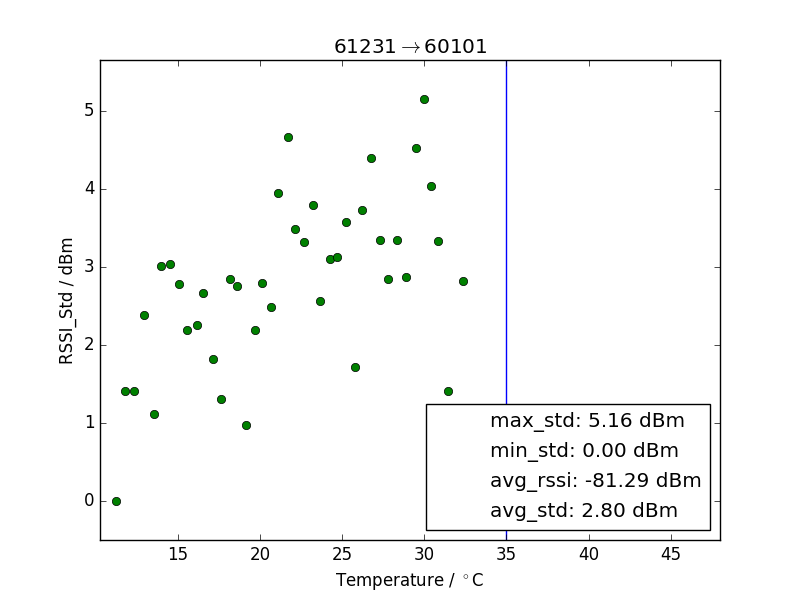 61231→60101
5
4
3
2
1
0
RSSI_Std / dBm
max_std: 5.16 dBm
min_std: 0.00 dBm
avg_rssi: -81.29 dBm
avg_std: 2.80 dBm
15 20 25 30 35 40 45
Temperature / °C